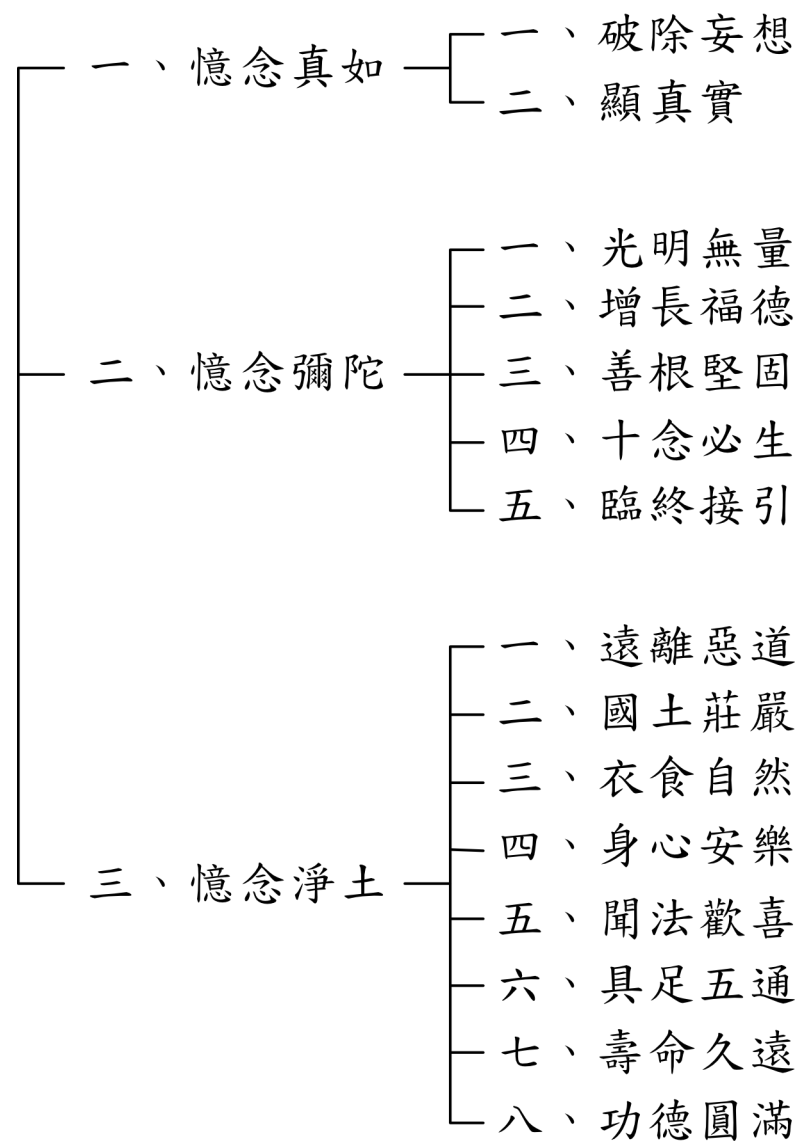 一、憶念真如
一、破除妄想
二、顯真實
二、憶念彌陀
一、光明無量
二、增長福德
三、善根堅固
四、十念必生
五、臨終接引
三、憶念淨土
一、遠離惡道
二、國土莊嚴
三、衣食自然
四、身心安樂
五、聞法歡喜
六、具足五通
七、壽命久遠
八、功德圓滿